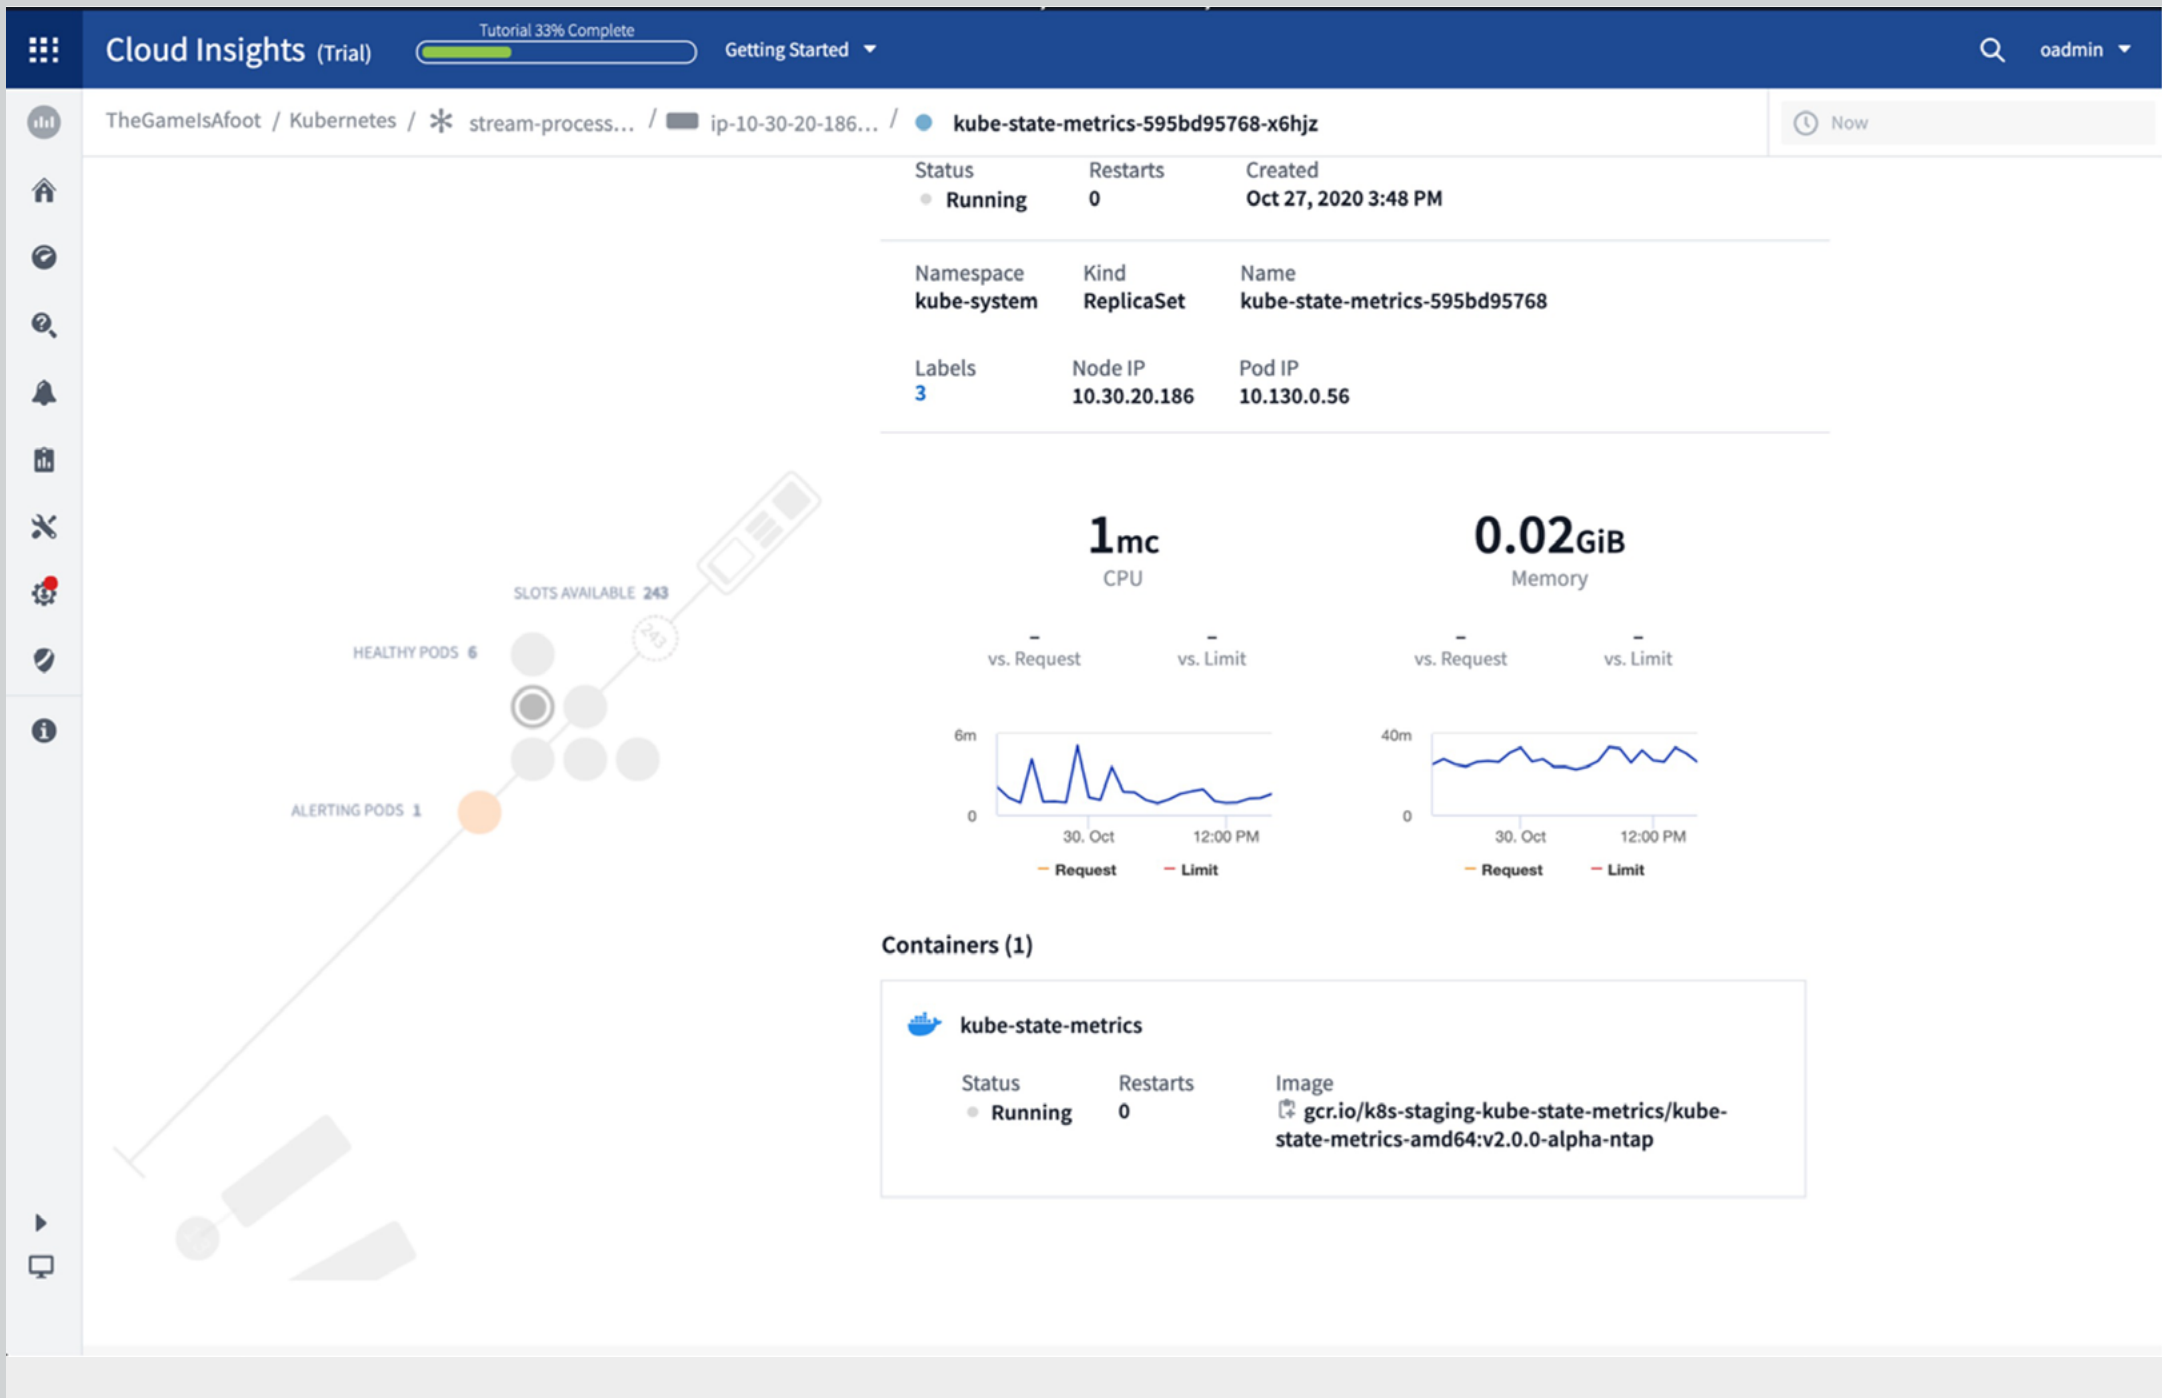 Cloud Insights (Trial)
Tutorial 33% Complete
Getting Started
oadmin
TheGameIsAfoot / Kubernetes / stream-process... / ip-10-30-20-186... / kube-state-metrics-595bd95768-x6hjz
Now
Status Restarts Created
Running 0 Oct 27, 2020 3:48 PM
Namespace Kind Name
kube-system ReplicaSet kube-state-metrics-595bd95768
Labels Node IP Pod IP
3 10.30.20.186 10.130.0.56
SLOTS AVAILABLE 243
243
HEALTHY PODS 6
ALERTING PODS 1
1mc 0.02GiB
CPU Memory
– – – –
vs. Request vs. Limit vs. Request vs. Limit
6m
0
30. Oct 12:00 PM
Request Limit
40m
0
30. Oct 12:00 PM
Request Limit
Containers (1)
kube-state-metrics
Status Restarts Image
Running 0 gcr.io/k8s-staging-kube-state-metrics/kube-
state-metrics-amd64:v2.0.0-alpha-ntap